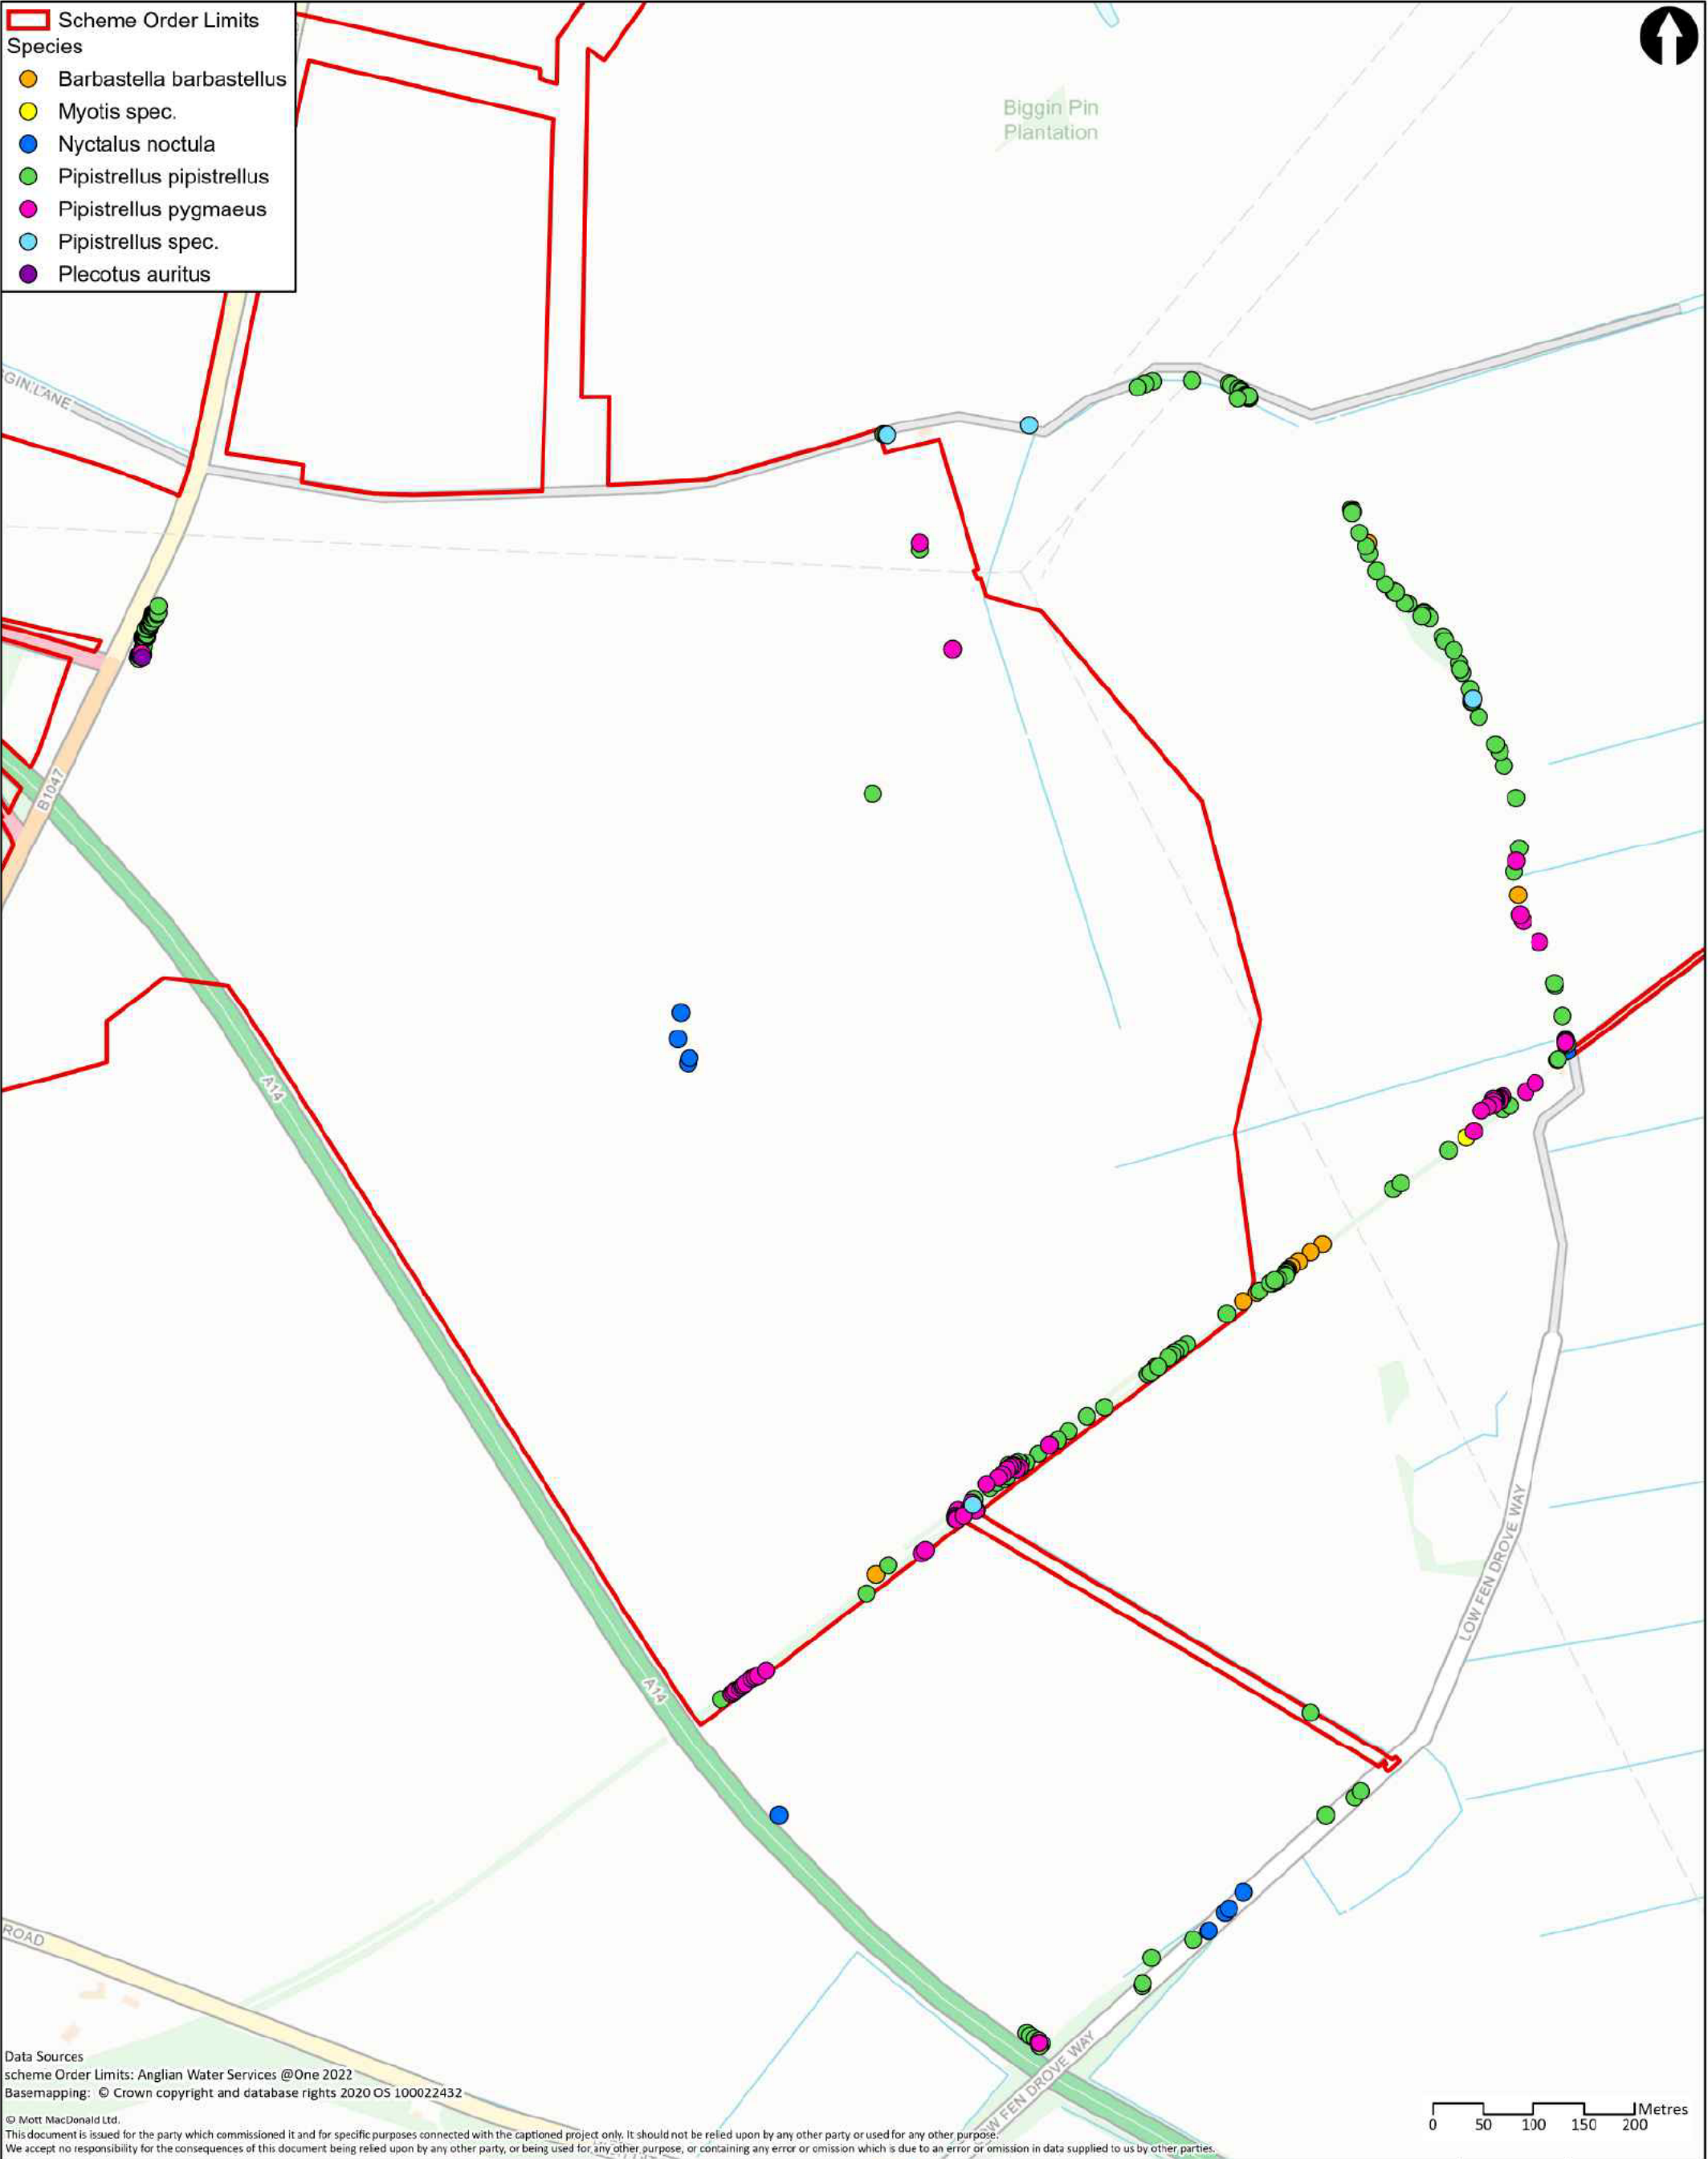 Scheme Order Limits
Species
Barbastella barbastellus
Myotis spec.
Nyctalus noctula
Pipistrellus pipistrellus
Pipistrellus pygmaeus
Pipistrellus spec.
Plecotus auritus
Biggin Pin
Plantation
GIN LANE
B1047
A14
A14
LOW FEN DROVE WAY
ROAD
OW FEN DROVE WAY
Data Sources
scheme Order Limits: Anglian Water Services @One 2022
Basemapping: © Crown copyright and database rights 2020 OS 100022432
© Mott MacDonald Ltd.
This document is issued for the party which commissioned it and for specific purposes connected with the captioned project only. It should not be relied upon by any other party or used for any other purpose.
We accept no responsibility for the consequences of this document being relied upon by any other party, or being used for any other purpose, or containing any error or omission which is due to an error or omission in data supplied to us by other parties.
Metres
0 50 100 150 200